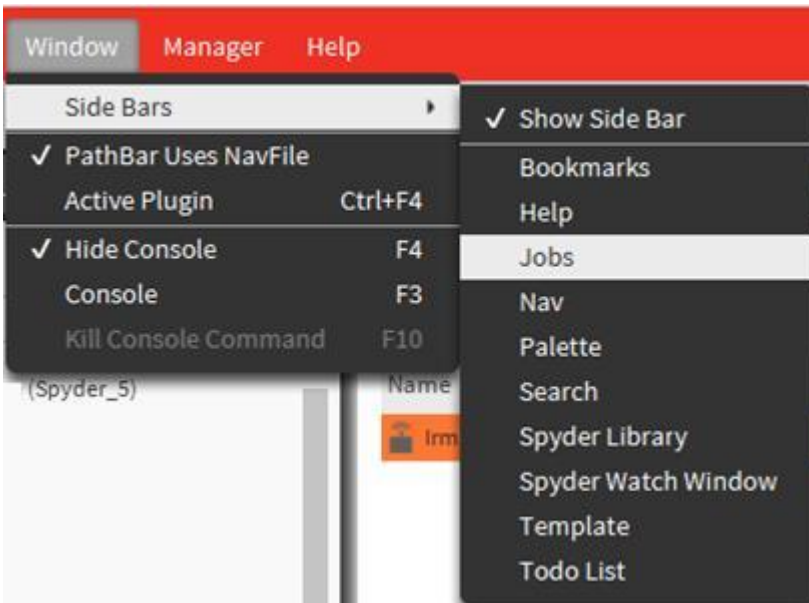 Window Manager Help
Side Bars
✓ PathBar Uses NavFile
Active Plugin Ctrl+F4
✓ Hide Console F4
Console F3
Kill Console Command F10
✓ Show Side Bar
Bookmarks
Help
Jobs
Nav
Palette
Search
Spyder Library
Spyder Watch Window
Template
Todo List
(Spyder_5)
Name
Irm